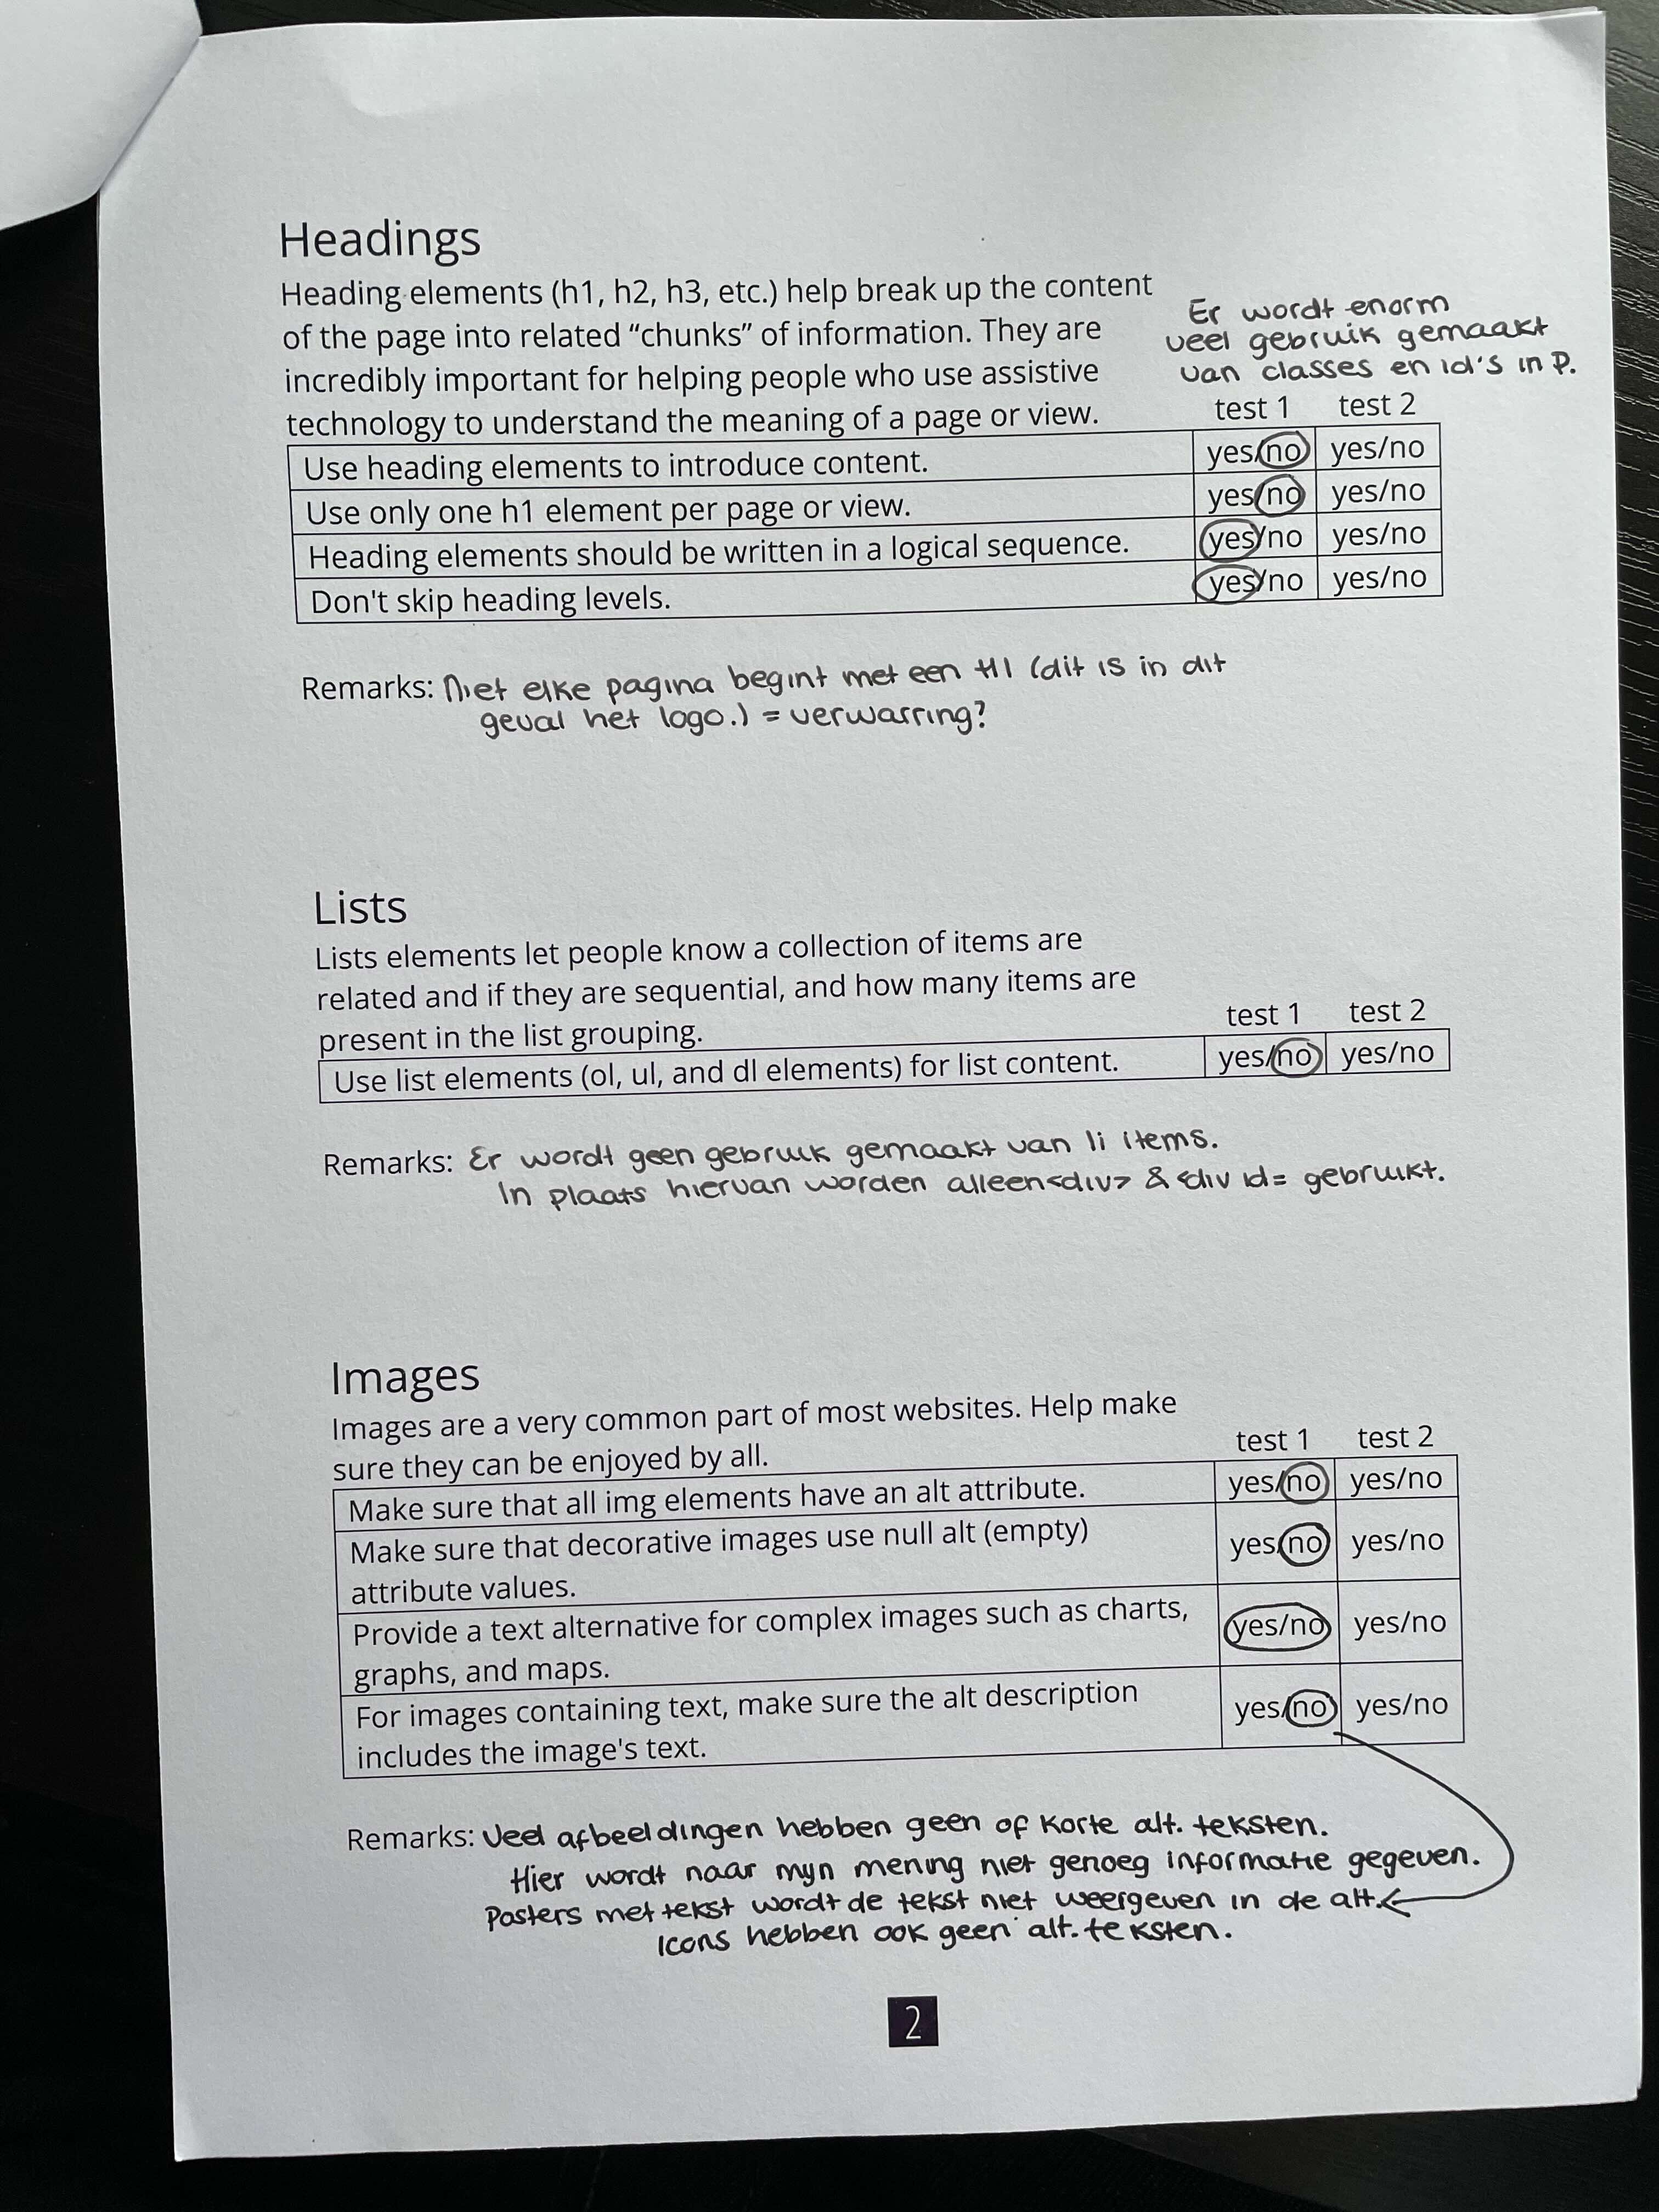 Headings
Heading elements (h1, h2, h3, etc.) help break up the content
of the page into related “chunks” of information. They are
incredibly important for helping people who use assistive
technology to understand the meaning of a page or view.
Er wordt enorm
veel gebruik gemaakt
van classes en id's in P.
test 1 test 2
Use heading elements to introduce content. yes/no yes/no
Use only one h1 element per page or view. yes/no yes/no
Heading elements should be written in a logical sequence. yes/no yes/no
Don't skip heading levels. yes/no yes/no
Remarks: Niet elke pagina begint met een H1 (dit is in dit
geval het logo.) = verwarring?
Lists
Lists elements let people know a collection of items are
related and if they are sequential, and how many items are
present in the list grouping.
test 1 test 2
Use list elements (ol, ul, and dl elements) for list content. yes/no yes/no
Remarks: Er wordt geen gebruik gemaakt van li items.
In plaats hiervan worden alleen <div> & <div id= gebruikt.
Images
Images are a very common part of most websites. Help make
sure they can be enjoyed by all.
test 1 test 2
Make sure that all img elements have an alt attribute. yes/no yes/no
Make sure that decorative images use null alt (empty)
attribute values. yes/no yes/no
Provide a text alternative for complex images such as charts,
graphs, and maps. yes/no yes/no
For images containing text, make sure the alt description
includes the image's text. yes/no yes/no
Remarks: Veel afbeeldingen hebben geen of korte alt. teksten.
Hier wordt naar mijn mening niet genoeg informatie gegeven.
Posters met tekst wordt de tekst niet weergeven in de alt.
Icons hebben ook geen alt. teksten.
2